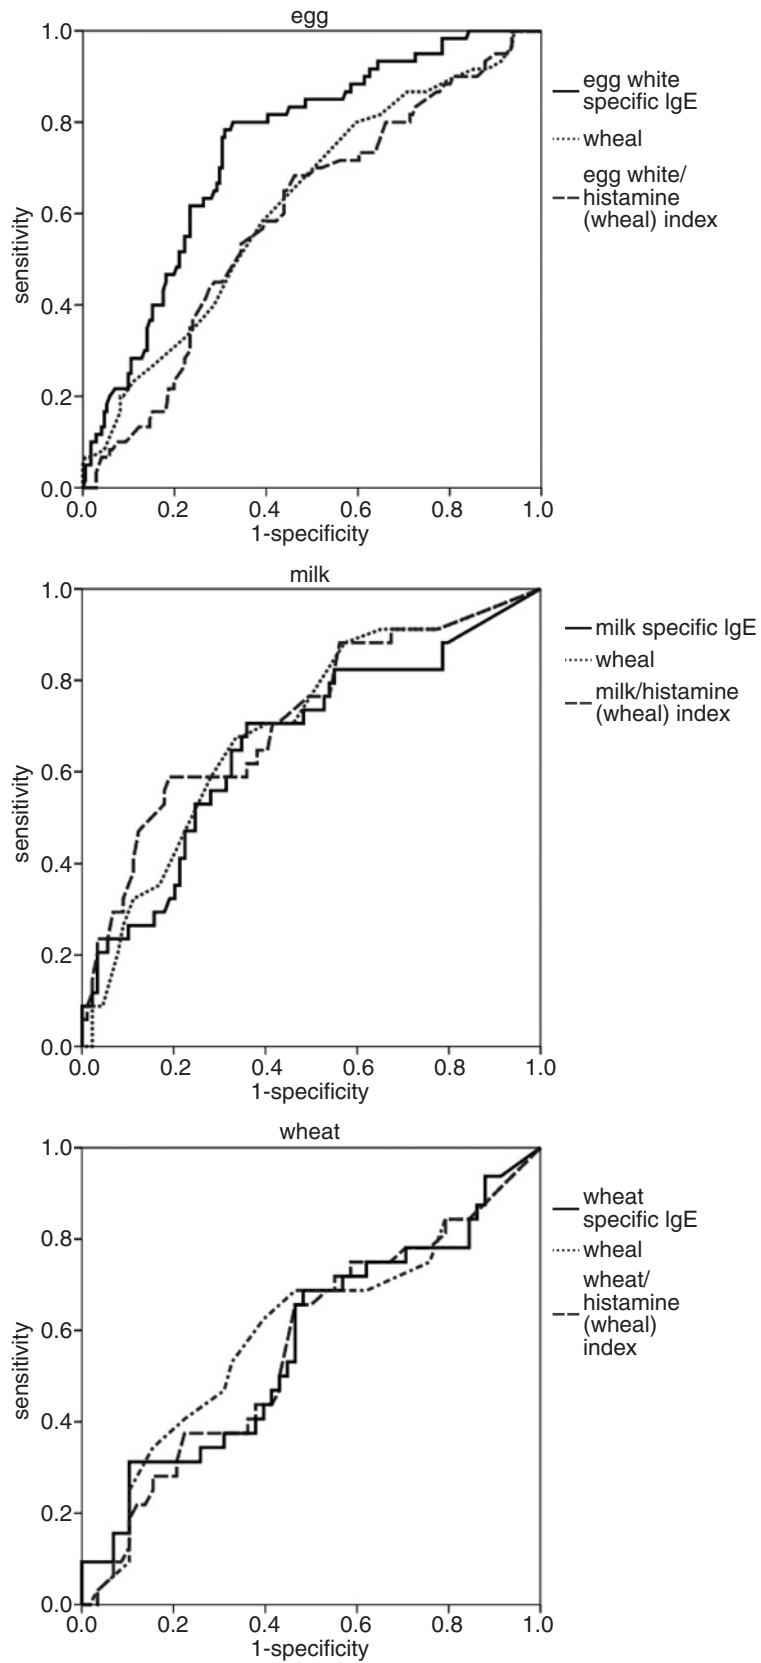 egg
1.0
0.8
0.6
0.4
0.2
0.0
sensitivity
0.0 0.2 0.4 0.6 0.8 1.0
1-specificity
egg white
specific IgE
wheal
egg white/
histamine
(wheal) index
milk
1.0
0.8
0.6
0.4
0.2
0.0
sensitivity
0.0 0.2 0.4 0.6 0.8 1.0
1-specificity
milk specific IgE
wheal
milk/histamine
(wheal) index
wheat
1.0
0.8
0.6
0.4
0.2
0.0
sensitivity
0.0 0.2 0.4 0.6 0.8 1.0
1-specificity
wheat
specific IgE
wheal
wheat/
histamine
(wheal)
index